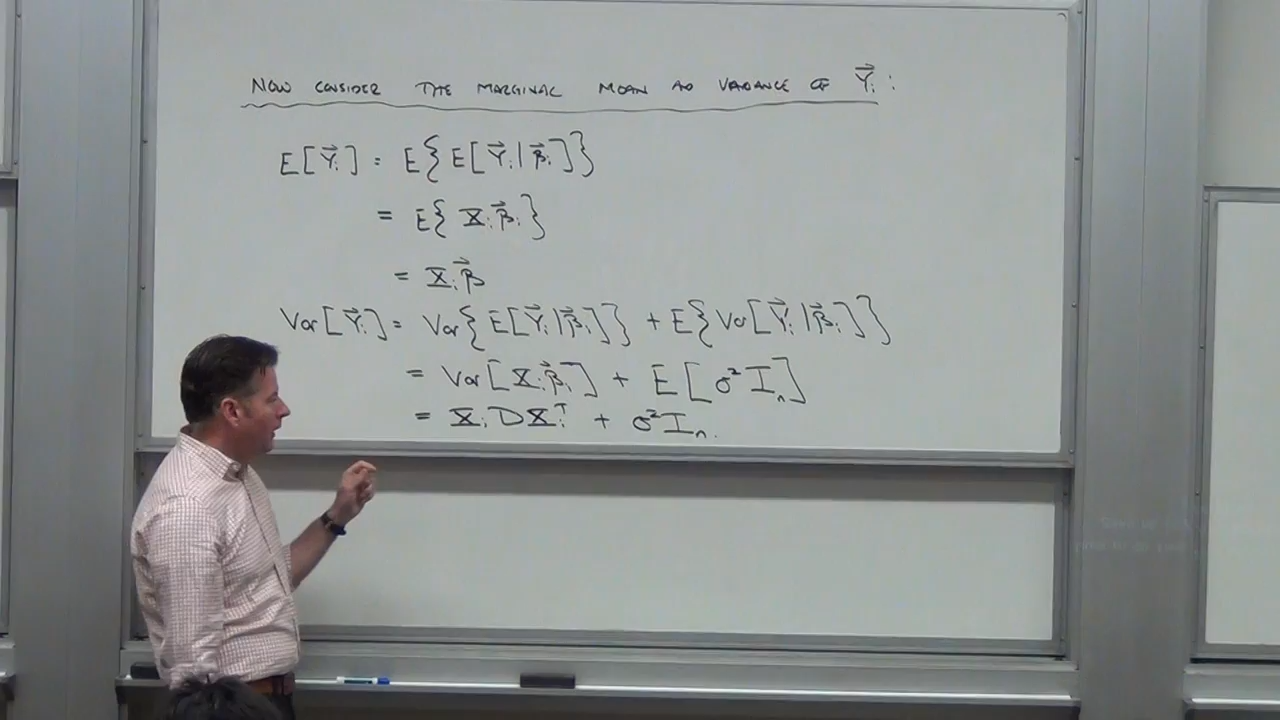 NOW CONSIDER THE MARGINAL MEAN AND VARIANCE OF Y⃗ᵢ:
E[Y⃗ᵢ] = E{E[Y⃗ᵢ|β⃗ᵢ]}
= E{Xᵢβ⃗ᵢ}
= Xᵢβ⃗
Var[Y⃗ᵢ] = Var{E[Y⃗ᵢ|β⃗ᵢ]} + E{Var[Y⃗ᵢ|β⃗ᵢ]}
= Var[Xᵢβ⃗ᵢ] + E[σ²Iₙ]
= XᵢDXᵢᵀ + σ²Iₙ.